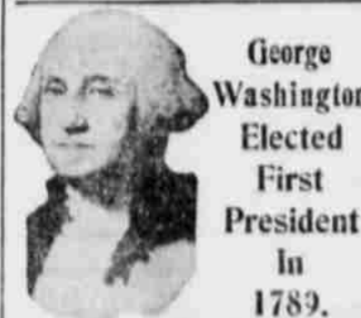 George
Washington
Elected
First
President
In
1789.